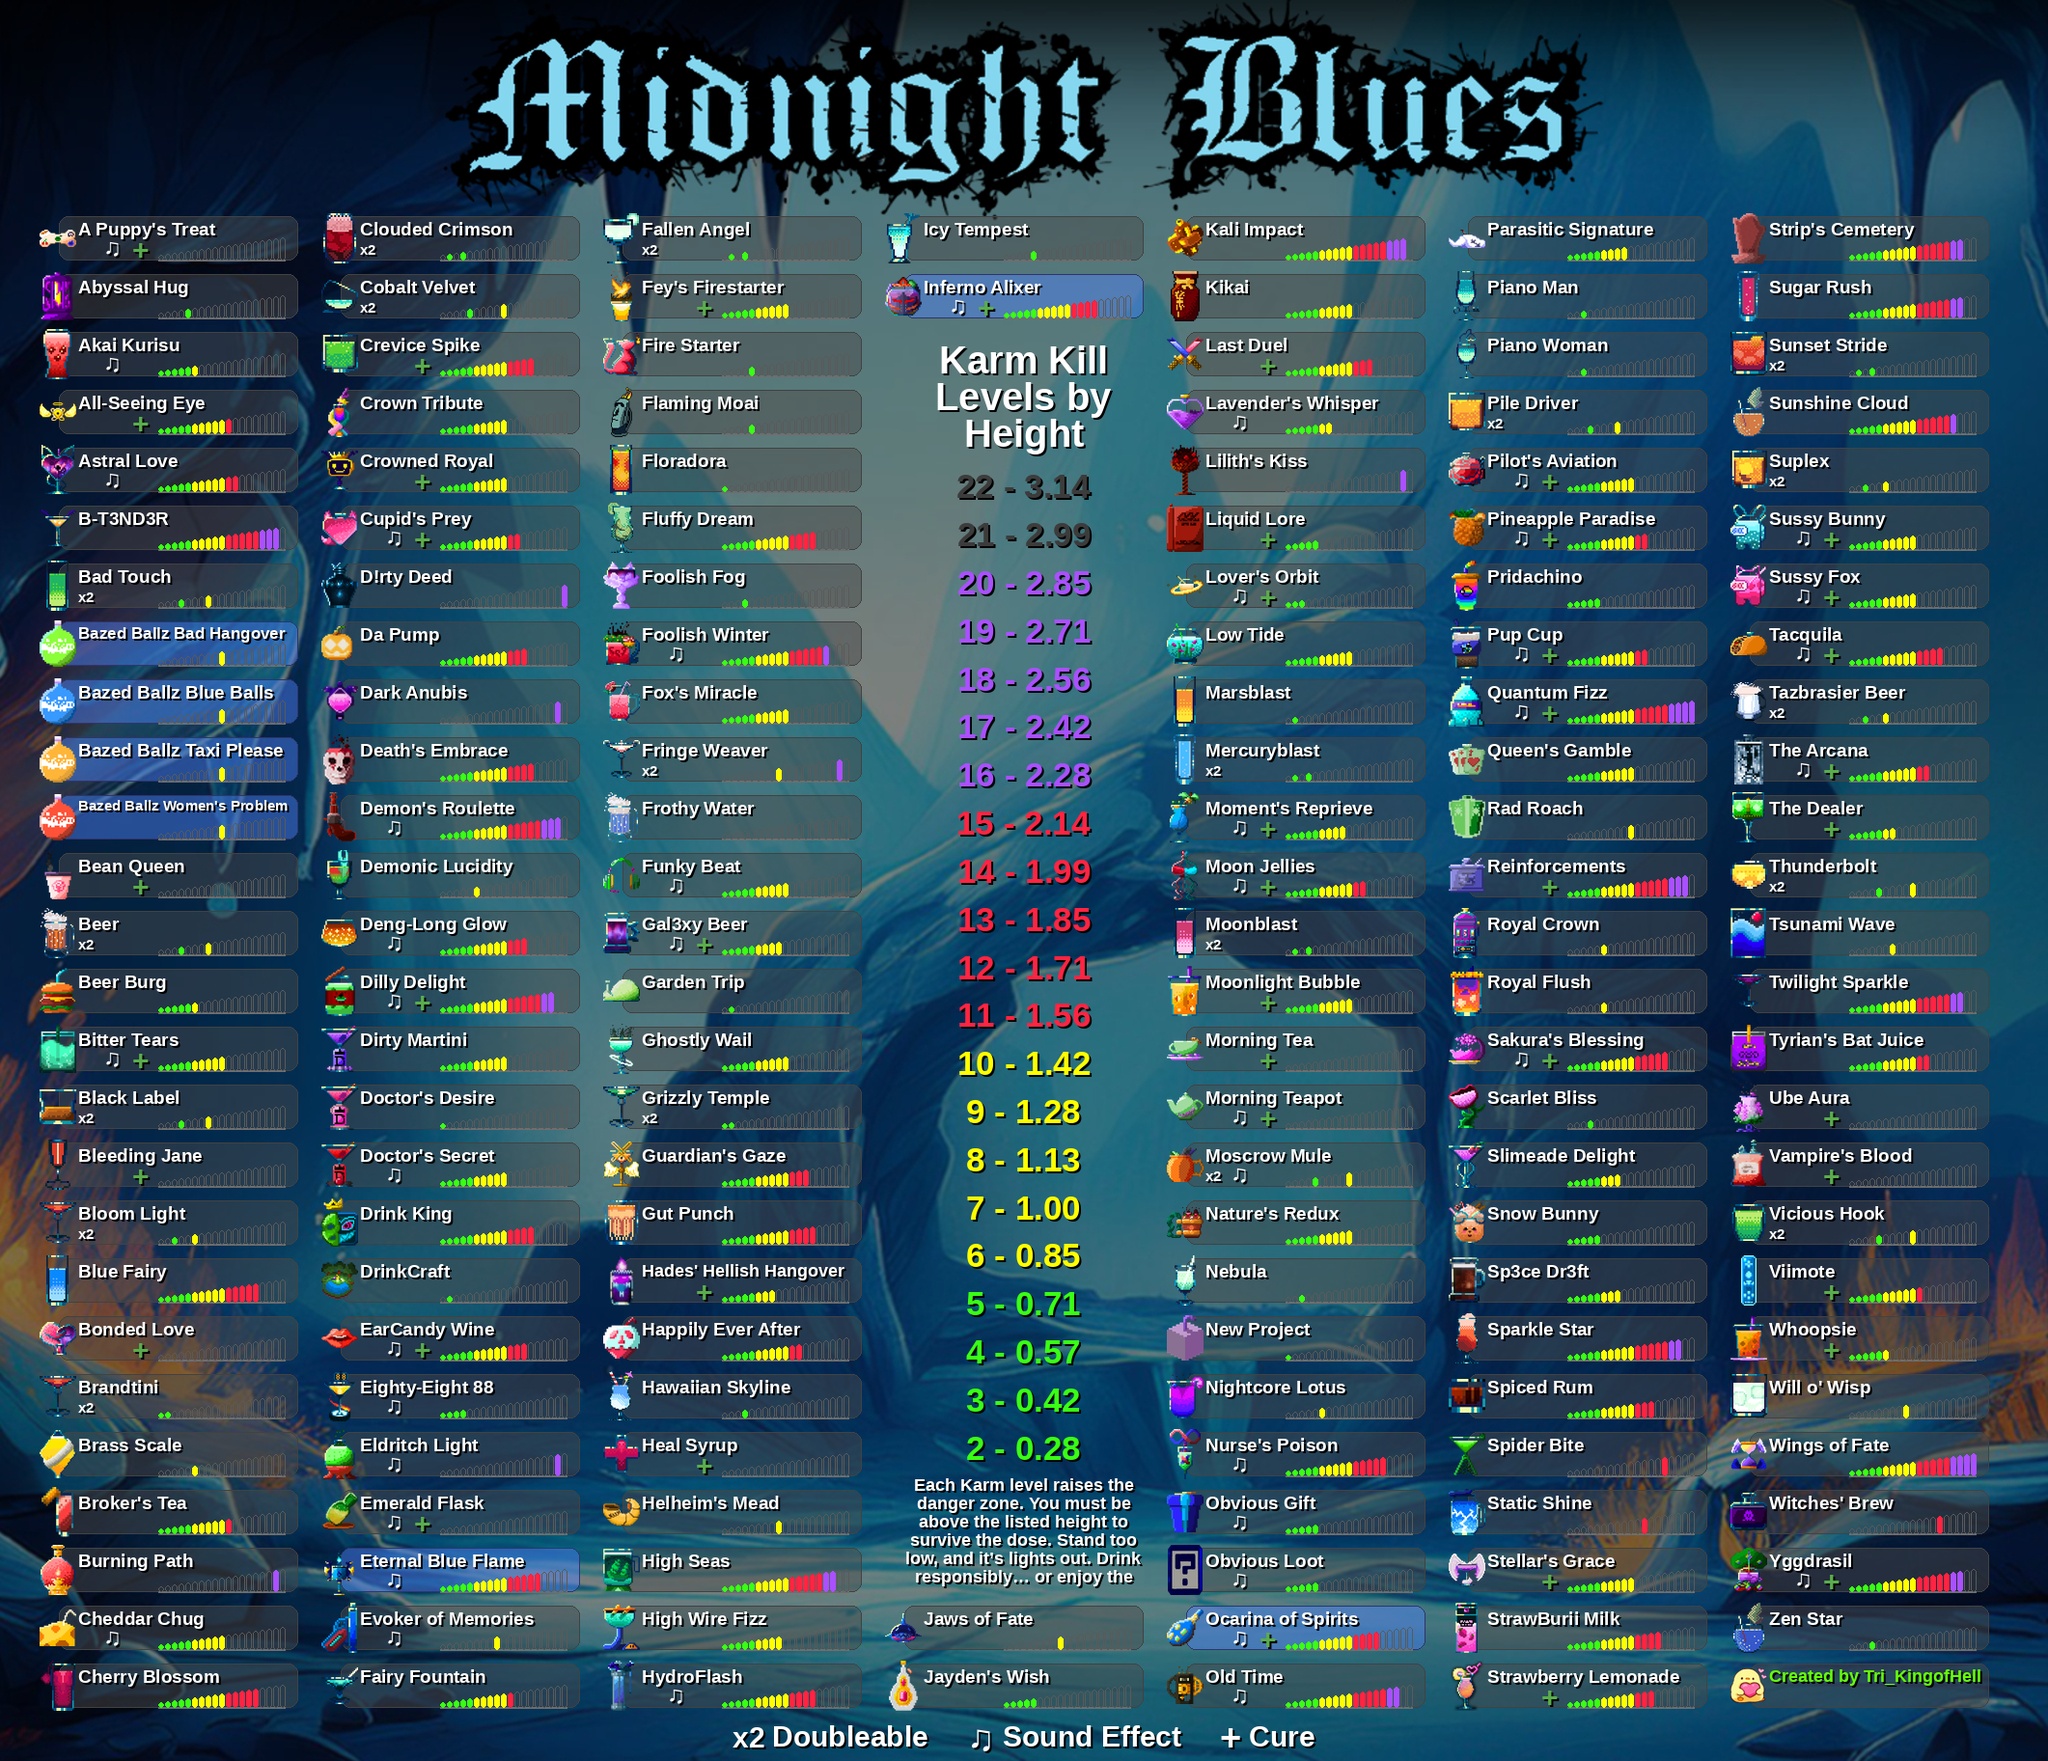 Midnight Blues
A Puppy's Treat
♫ +
Abyssal Hug
Akai Kurisu
♫
All-Seeing Eye
+
Astral Love
♫
B-T3ND3R
Bad Touch
x2
Bazed Ballz Bad Hangover
Bazed Ballz Blue Balls
Bazed Ballz Taxi Please
Bazed Ballz Women's Problem
Bean Queen
+
Beer
x2
Beer Burg
Bitter Tears
♫ +
Black Label
x2
Bleeding Jane
+
Bloom Light
x2
Blue Fairy
Bonded Love
+
Brandtini
x2
Brass Scale
Broker's Tea
Burning Path
Cheddar Chug
♫
Cherry Blossom
Clouded Crimson
x2
Cobalt Velvet
x2
Crevice Spike
+
Crown Tribute
Crowned Royal
+
Cupid's Prey
♫ +
D!rty Deed
Da Pump
Dark Anubis
Death's Embrace
Demon's Roulette
♫
Demonic Lucidity
Deng-Long Glow
♫
Dilly Delight
♫ +
Dirty Martini
Doctor's Desire
Doctor's Secret
♫
Drink King
DrinkCraft
EarCandy Wine
♫ +
Eighty-Eight 88
♫
Eldritch Light
♫
Emerald Flask
♫ +
Eternal Blue Flame
♫
Evoker of Memories
♫
Fairy Fountain
Fallen Angel
x2
Fey's Firestarter
+
Fire Starter
Flaming Moai
Floradora
Fluffy Dream
Foolish Fog
Foolish Winter
♫
Fox's Miracle
Fringe Weaver
x2
Frothy Water
Funky Beat
♫
Gal3xy Beer
♫ +
Garden Trip
Ghostly Wail
Grizzly Temple
x2
Guardian's Gaze
Gut Punch
Hades' Hellish Hangover
+
Happily Ever After
Hawaiian Skyline
Heal Syrup
+
Helheim's Mead
High Seas
High Wire Fizz
HydroFlash
♫
Icy Tempest
Inferno Alixer
♫ +
Karm Kill
Levels by
Height
22 - 3.14
21 - 2.99
20 - 2.85
19 - 2.71
18 - 2.56
17 - 2.42
16 - 2.28
15 - 2.14
14 - 1.99
13 - 1.85
12 - 1.71
11 - 1.56
10 - 1.42
9 - 1.28
8 - 1.13
7 - 1.00
6 - 0.85
5 - 0.71
4 - 0.57
3 - 0.42
2 - 0.28
Each Karm level raises the
danger zone. You must be
above the listed height to
survive the dose. Stand too
low, and it's lights out. Drink
responsibly... or enjoy the
Jaws of Fate
Jayden's Wish
Kali Impact
Kikai
Last Duel
+
Lavender's Whisper
♫
Lilith's Kiss
Liquid Lore
+
Lover's Orbit
♫ +
Low Tide
Marsblast
Mercuryblast
x2
Moment's Reprieve
♫ +
Moon Jellies
♫ +
Moonblast
x2
Moonlight Bubble
+
Morning Tea
+
Morning Teapot
♫ +
Moscrow Mule
x2 ♫
Nature's Redux
Nebula
New Project
Nightcore Lotus
Nurse's Poison
♫
Obvious Gift
♫
Obvious Loot
♫
Ocarina of Spirits
♫ +
Old Time
♫
Parasitic Signature
Piano Man
Piano Woman
Pile Driver
x2
Pilot's Aviation
♫ +
Pineapple Paradise
♫ +
Pridachino
Pup Cup
♫ +
Quantum Fizz
♫ +
Queen's Gamble
Rad Roach
Reinforcements
+
Royal Crown
Royal Flush
Sakura's Blessing
♫ +
Scarlet Bliss
Slimeade Delight
Snow Bunny
Sp3ce Dr3ft
Sparkle Star
Spiced Rum
Spider Bite
Static Shine
Stellar's Grace
+
StrawBurii Milk
Strawberry Lemonade
+
Strip's Cemetery
Sugar Rush
Sunset Stride
x2
Sunshine Cloud
Suplex
x2
Sussy Bunny
♫ +
Sussy Fox
♫ +
Tacquila
♫ +
Tazbrasier Beer
x2
The Arcana
♫ +
The Dealer
+
Thunderbolt
x2
Tsunami Wave
Twilight Sparkle
Tyrian's Bat Juice
Ube Aura
+
Vampire's Blood
+
Vicious Hook
x2
Viimote
+
Whoopsie
+
Will o' Wisp
Wings of Fate
Witches' Brew
Yggdrasil
♫ +
Zen Star
Created by Tri_KingofHell
x2 Doubleable ♫ Sound Effect + Cure